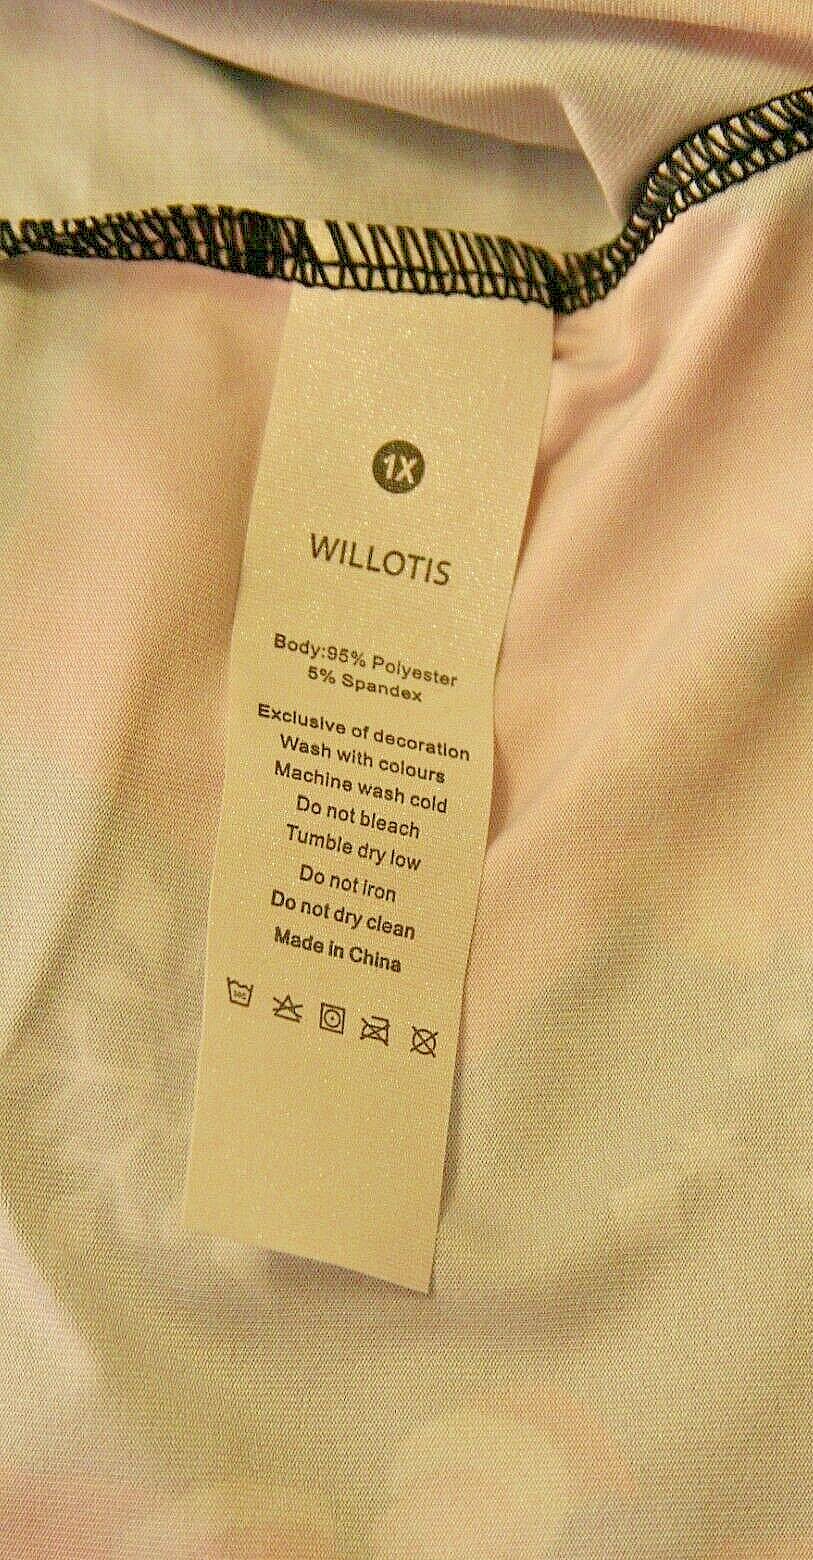 1X
WILLOTIS
Body:95% Polyester
5% Spandex
Exclusive of decoration
Wash with colours
Machine wash cold
Do not bleach
Tumble dry low
Do not iron
Do not dry clean
Made in China